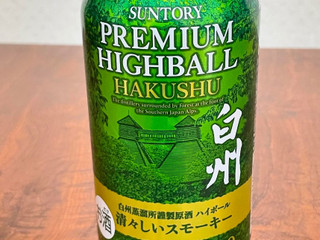 SUNTORY
PREMIUM
HIGHBALL
HAKUSHU
The distillery surrounded by forest at the foot of
the Southern Japan Alps.
白州
白州蒸溜所謹製原酒 ハイボール
清々しいスモーキー
酒